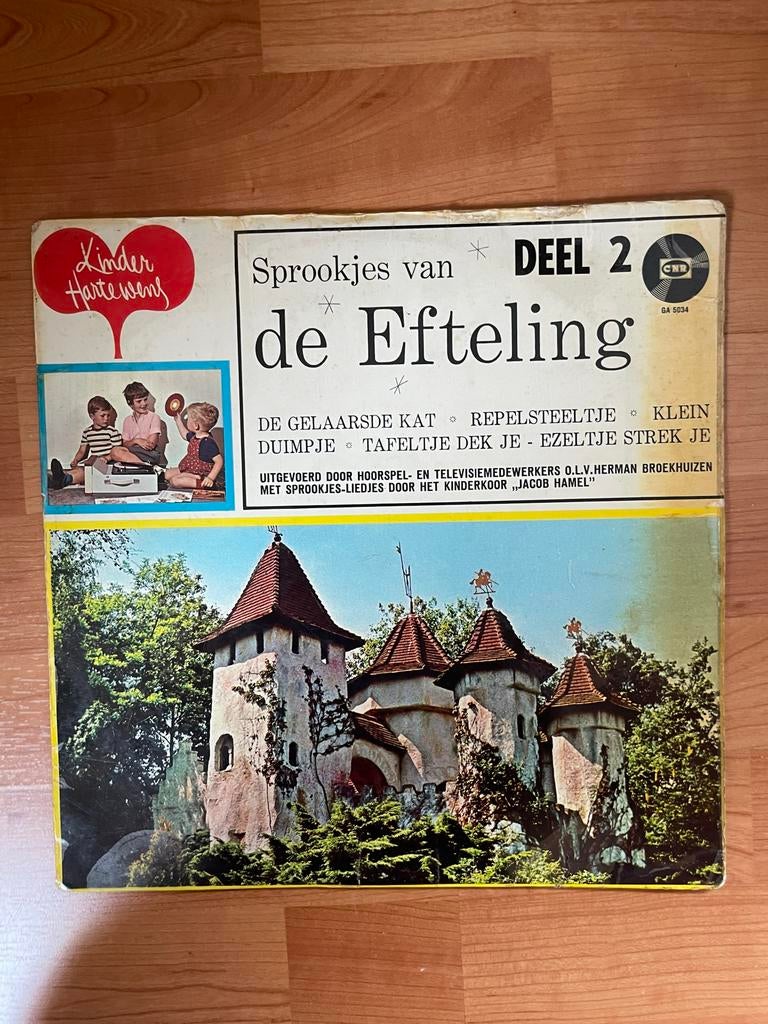 Kinder
Hartewens
Sprookjes van
DEEL 2
CNR
GA 5034
de Efteling
DE GELAARSDE KAT * REPELSTEELTJE * KLEIN
DUIMPJE * TAFELTJE DEK JE - EZELTJE STREK JE
UITGEVOERD DOOR HOORSPEL- EN TELEVISIEMEDEWERKERS O.L.V. HERMAN BROEKHUIZEN
MET SPROOKJES-LIEDJES DOOR HET KINDERKOOR „JACOB HAMEL"